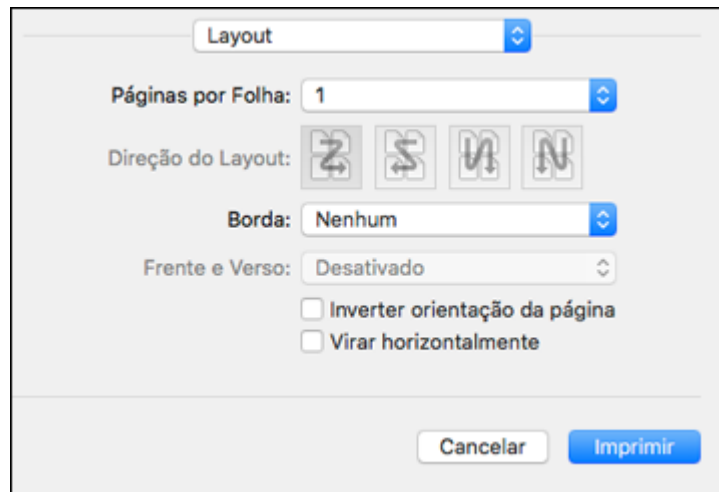 Layout
Páginas por Folha: 1
Direção do Layout:
Borda: Nenhum
Frente e Verso: Desativado
Inverter orientação da página
Virar horizontalmente
Cancelar Imprimir